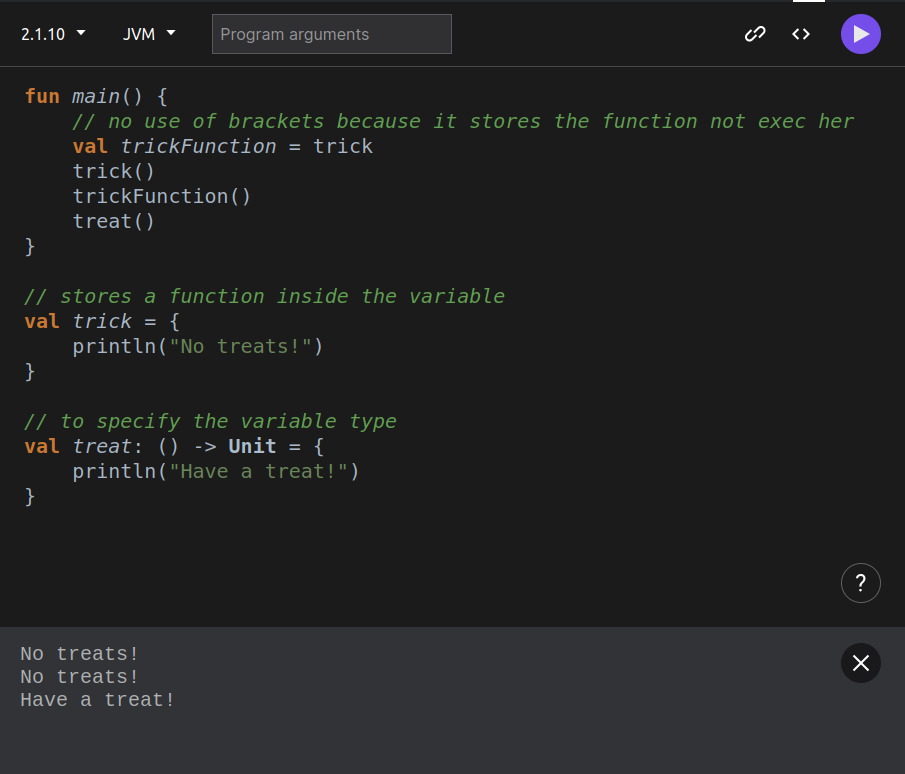 2.1.10 JVM Program arguments
fun main() {
    // no use of brackets because it stores the function not exec her
    val trickFunction = trick
    trick()
    trickFunction()
    treat()
}
// stores a function inside the variable
val trick = {
    println("No treats!")
}
// to specify the variable type
val treat: () -> Unit = {
    println("Have a treat!")
}
?
No treats!
No treats!
Have a treat!